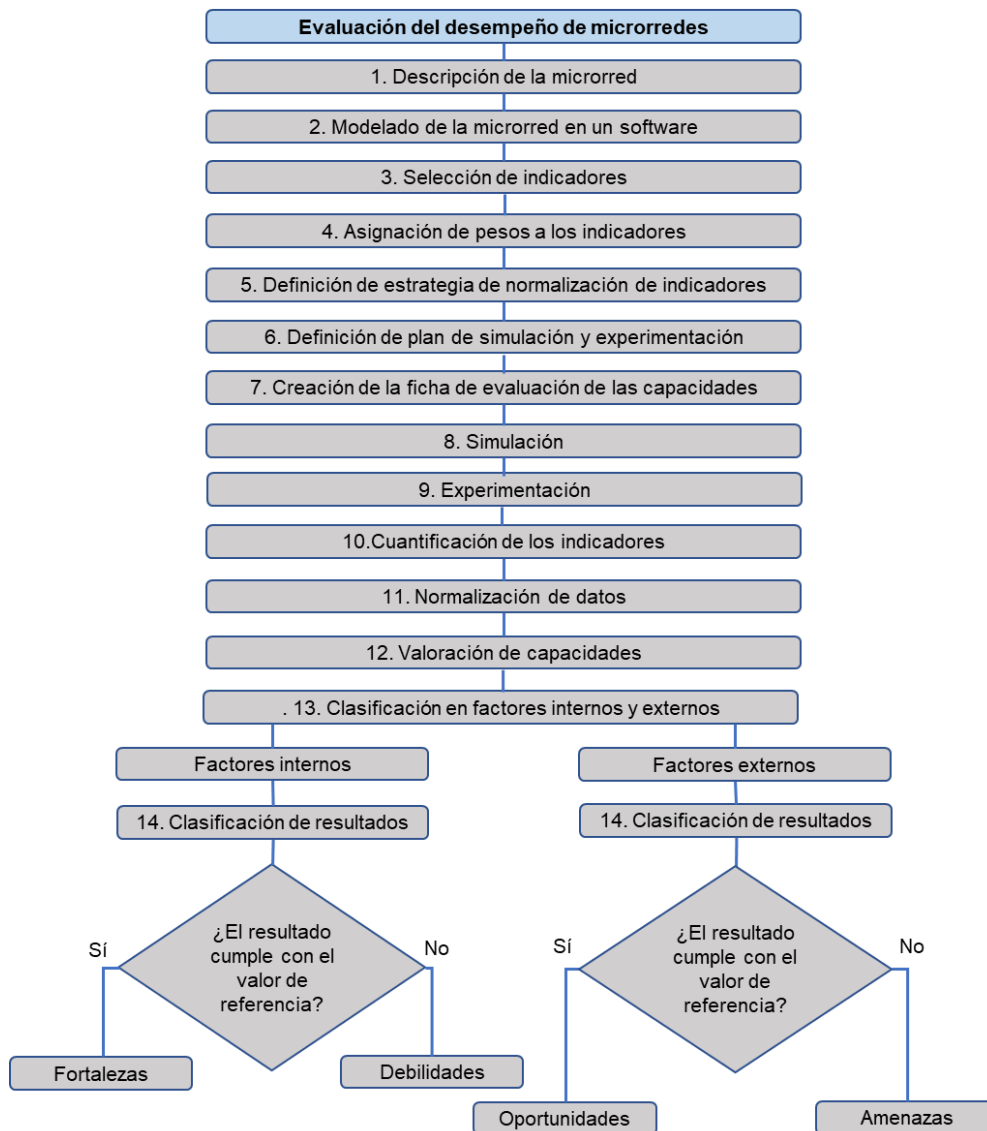 Evaluación del desempeño de microrredes
1. Descripción de la microrred
2. Modelado de la microrred en un software
3. Selección de indicadores
4. Asignación de pesos a los indicadores
5. Definición de estrategia de normalización de indicadores
6. Definición de plan de simulación y experimentación
7. Creación de la ficha de evaluación de las capacidades
8. Simulación
9. Experimentación
10.Cuantificación de los indicadores
11. Normalización de datos
12. Valoración de capacidades
. 13. Clasificación en factores internos y externos
Factores internos
Factores externos
14. Clasificación de resultados
14. Clasificación de resultados
¿El resultado
cumple con el
valor de
referencia?
Sí
No
¿El resultado
cumple con el
valor de
referencia?
Sí
No
Fortalezas
Debilidades
Oportunidades
Amenazas